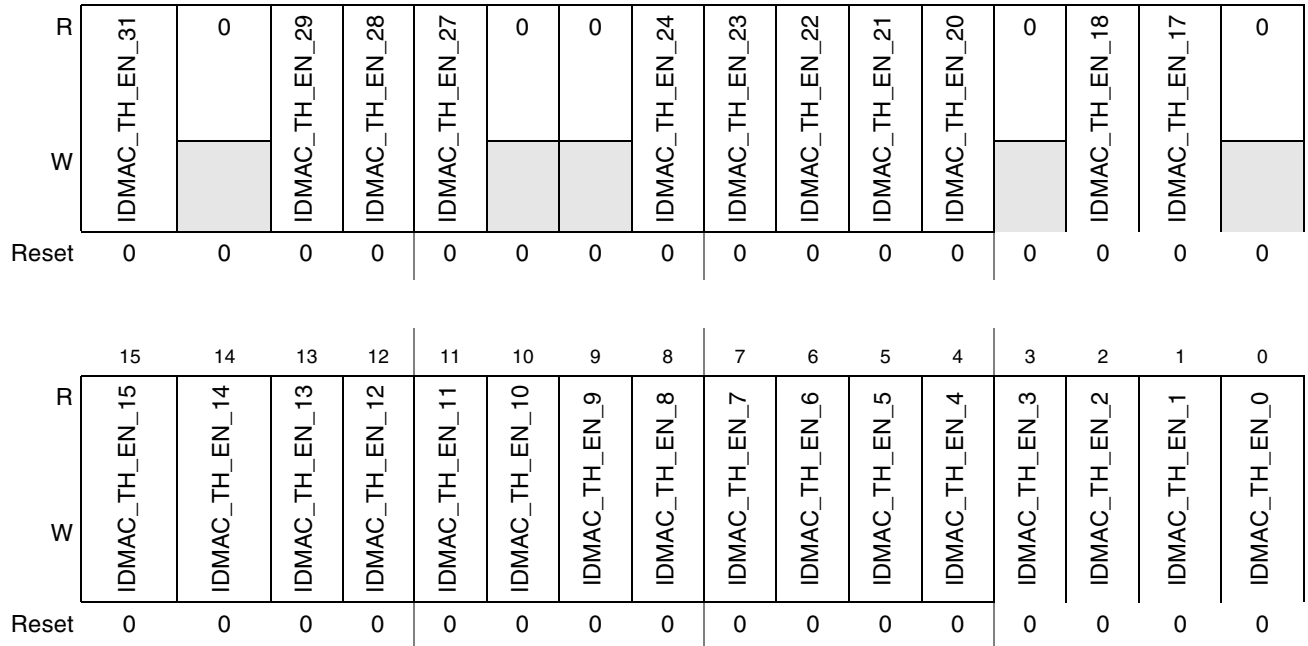 R IDMAC_TH_EN_31 0 IDMAC_TH_EN_29 IDMAC_TH_EN_28 IDMAC_TH_EN_27 0 0 IDMAC_TH_EN_24 IDMAC_TH_EN_23 IDMAC_TH_EN_22 IDMAC_TH_EN_21 IDMAC_TH_EN_20 0 IDMAC_TH_EN_18 IDMAC_TH_EN_17 0
W
Reset 0 0 0 0 0 0 0 0 0 0 0 0 0 0 0 0
15 14 13 12 11 10 9 8 7 6 5 4 3 2 1 0
R IDMAC_TH_EN_15 IDMAC_TH_EN_14 IDMAC_TH_EN_13 IDMAC_TH_EN_12 IDMAC_TH_EN_11 IDMAC_TH_EN_10 IDMAC_TH_EN_9 IDMAC_TH_EN_8 IDMAC_TH_EN_7 IDMAC_TH_EN_6 IDMAC_TH_EN_5 IDMAC_TH_EN_4 IDMAC_TH_EN_3 IDMAC_TH_EN_2 IDMAC_TH_EN_1 IDMAC_TH_EN_0
W
Reset 0 0 0 0 0 0 0 0 0 0 0 0 0 0 0 0